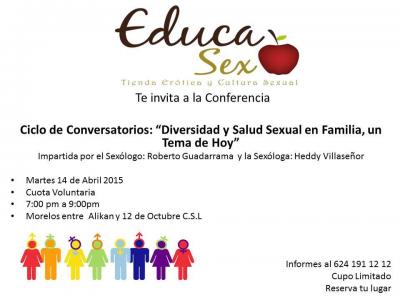 Educa
Sex
Tienda Erótica y Cultura Sexual
Te invita a la Conferencia
Ciclo de Conversatorios: “Diversidad y Salud Sexual en Familia, un
Tema de Hoy”
Impartida por el Sexólogo: Roberto Guadarrama y la Sexóloga: Heddy Villaseñor
• Martes 14 de Abril 2015
• Cuota Voluntaria
• 7:00 pm a 9:00pm
• Morelos entre Alikan y 12 de Octubre C.S.L
Informes al 624 191 12 12
Cupo Limitado
Reserva tu lugar